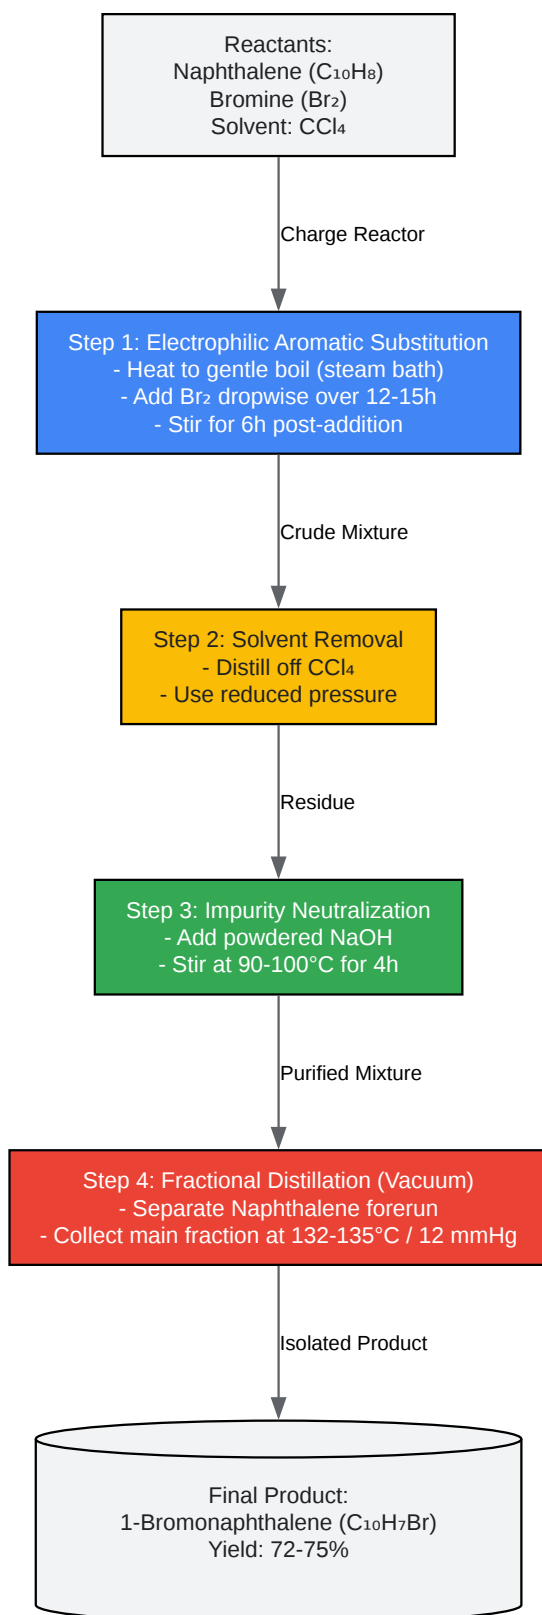 Reactants:
Naphthalene (C₁₀H₈)
Bromine (Br₂)
Solvent: CCl₄
Charge Reactor
Step 1: Electrophilic Aromatic Substitution
- Heat to gentle boil (steam bath)
- Add Br₂ dropwise over 12-15h
- Stir for 6h post-addition
Crude Mixture
Step 2: Solvent Removal
- Distill off CCl₄
- Use reduced pressure
Residue
Step 3: Impurity Neutralization
- Add powdered NaOH
- Stir at 90-100°C for 4h
Purified Mixture
Step 4: Fractional Distillation (Vacuum)
- Separate Naphthalene forerun
- Collect main fraction at 132-135°C / 12 mmHg
Isolated Product
Final Product:
1-Bromonaphthalene (C₁₀H₇Br)
Yield: 72-75%